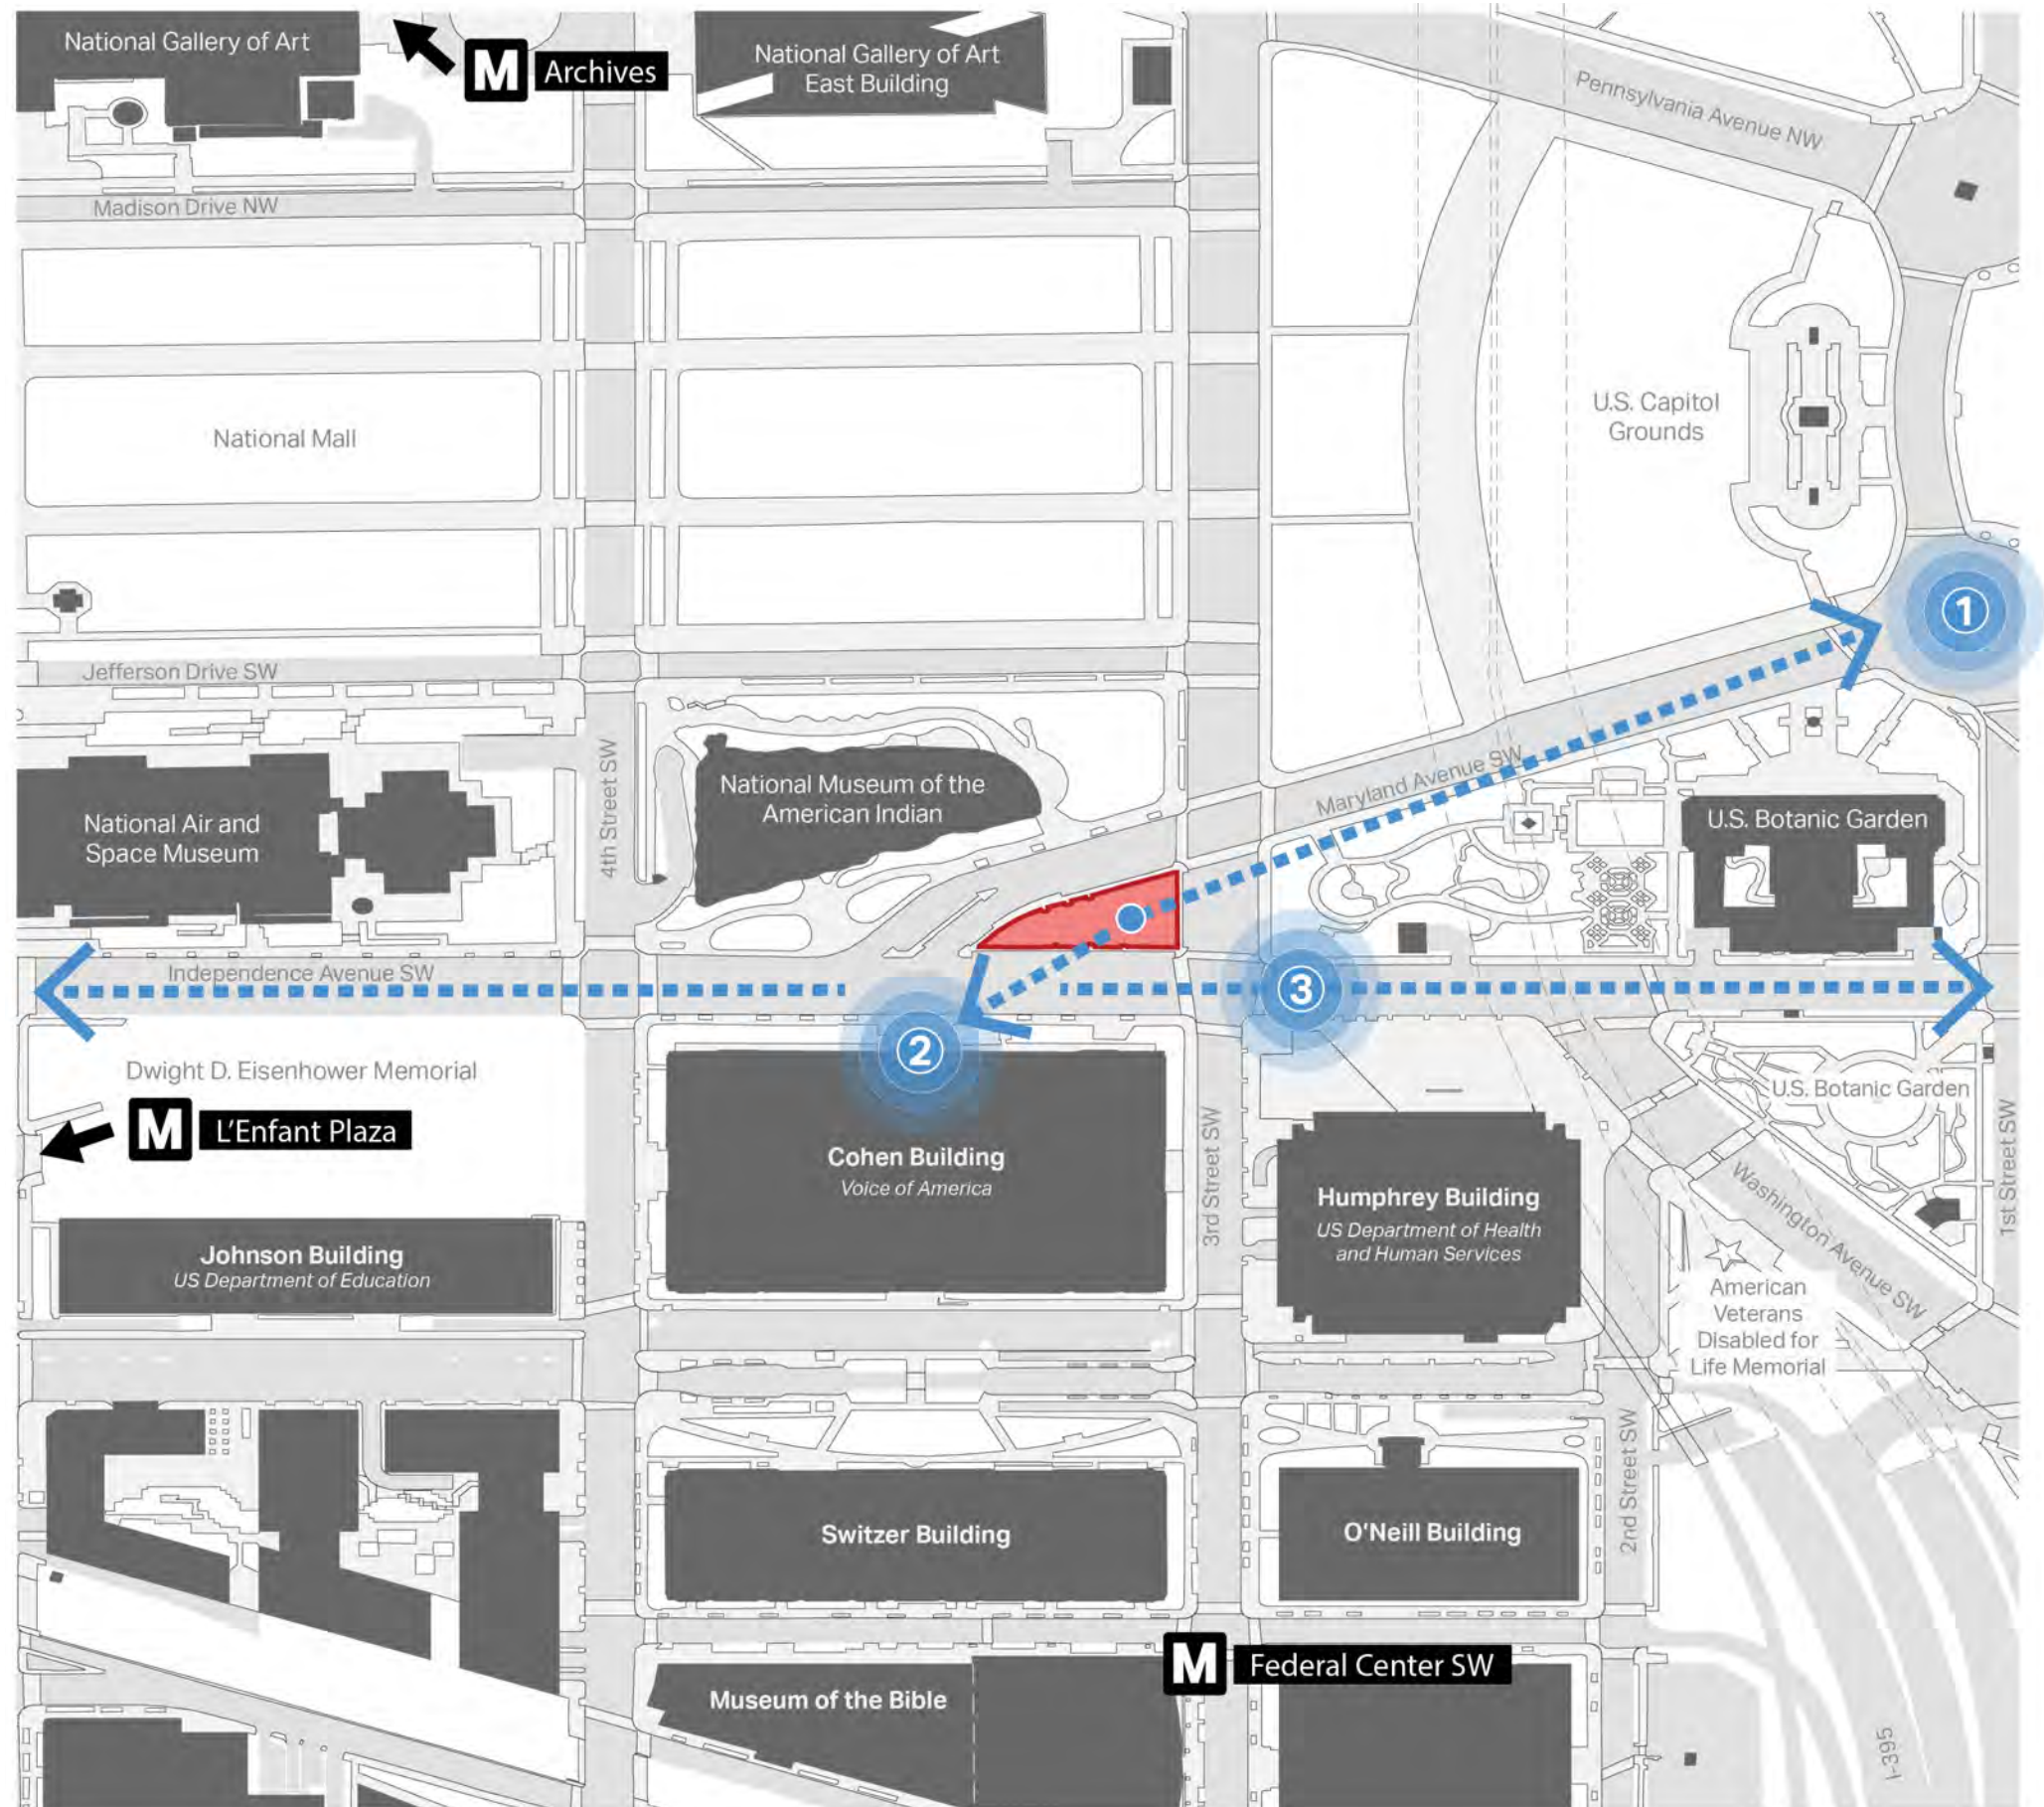 National Gallery of Art
M
Archives
National Gallery of Art
East Building
Pennsylvania Avenue NW
Madison Drive NW
National Mall
U.S. Capitol
Grounds
1
Jefferson Drive SW
4th Street SW
National Museum of the
American Indian
National Air and
Space Museum
Maryland Avenue SW
U.S. Botanic Garden
Independence Avenue SW
3
2
Dwight D. Eisenhower Memorial
M
L'Enfant Plaza
U.S. Botanic Garden
Cohen Building
Voice of America
3rd Street SW
Humphrey Building
US Department of Health
and Human Services
Washington Avenue SW
1st Street SW
Johnson Building
US Department of Education
American
Veterans
Disabled for
Life Memorial
Switzer Building
O'Neill Building
2nd Street SW
M
Federal Center SW
Museum of the Bible
I-395